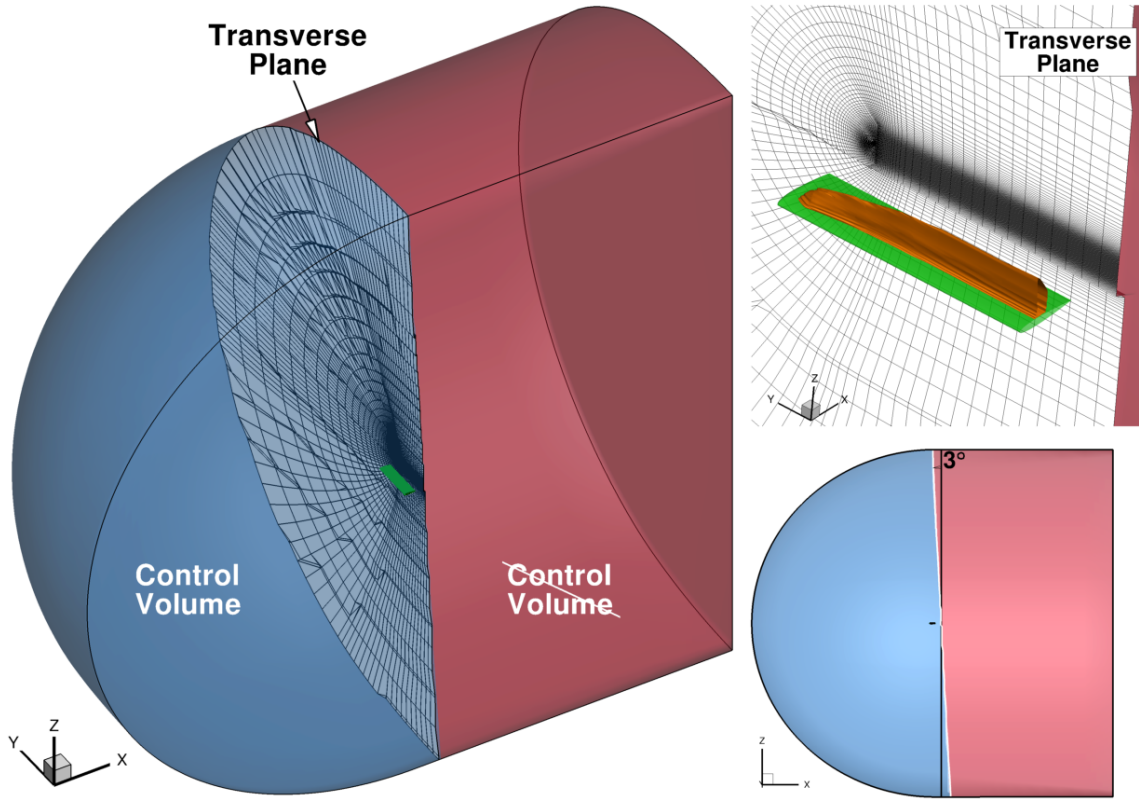 Transverse
Plane
Control
Volume
Control
Volume
Z
Y
X
Transverse
Plane
Z
Y
X
3°
Z
Y
X